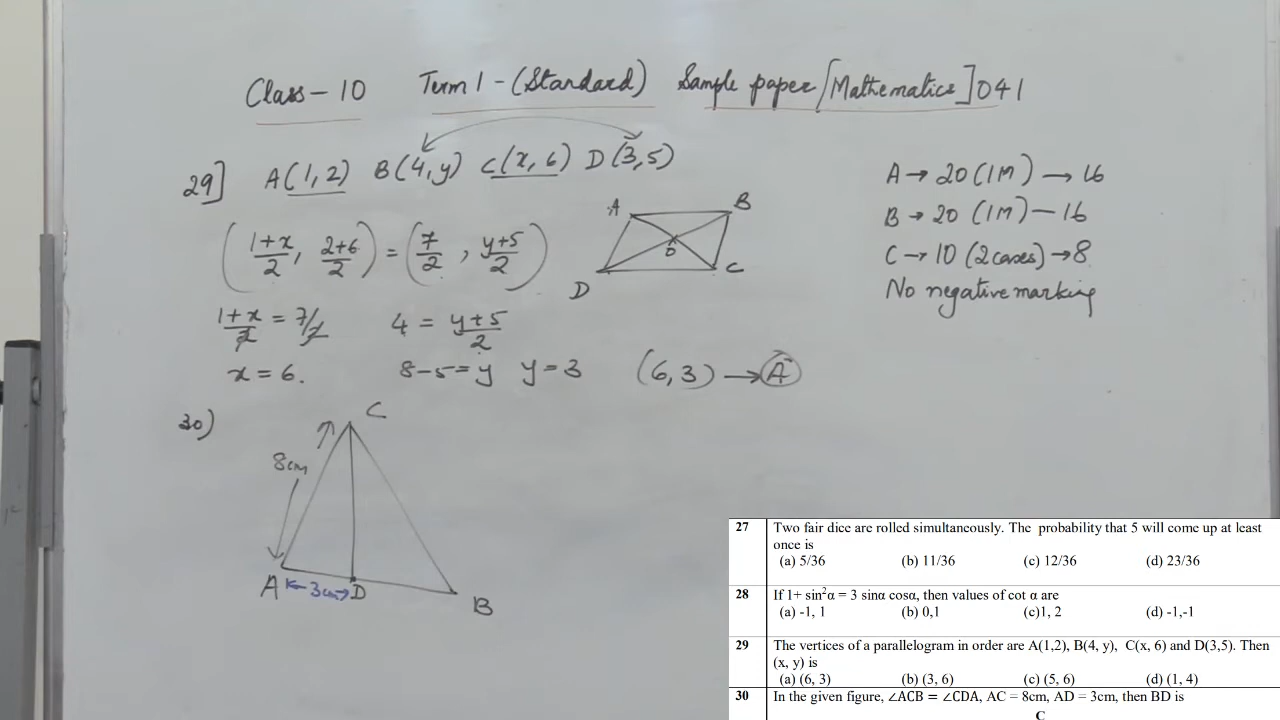 Class - 10 Term 1 - (Standard) Sample paper [Mathematics] 041
29] A(1,2) B(4,y) C(x,6) D(3,5)
(1+x/2, 2+6/2) = (7/2, y+5/2)
1+x/2 = 7/2 4 = y+5/2
x = 6. 8-5=y y=3 (6,3) → A
A B
O
D C
A → 20 (1M) → 16
B → 20 (1M) — 16
C → 10 (2 cases) → 8
No negative marking
30) C
8cm
A 3cm D B
27 Two fair dice are rolled simultaneously. The probability that 5 will come up at least
once is
(a) 5/36 (b) 11/36 (c) 12/36 (d) 23/36
28 If 1+ sin²α = 3 sinα cosα, then values of cot α are
(a) -1, 1 (b) 0,1 (c)1, 2 (d) -1,-1
29 The vertices of a parallelogram in order are A(1,2), B(4, y), C(x, 6) and D(3,5). Then
(x, y) is
(a) (6, 3) (b) (3, 6) (c) (5, 6) (d) (1, 4)
30 In the given figure, ∠ACB = ∠CDA, AC = 8cm, AD = 3cm, then BD is
C